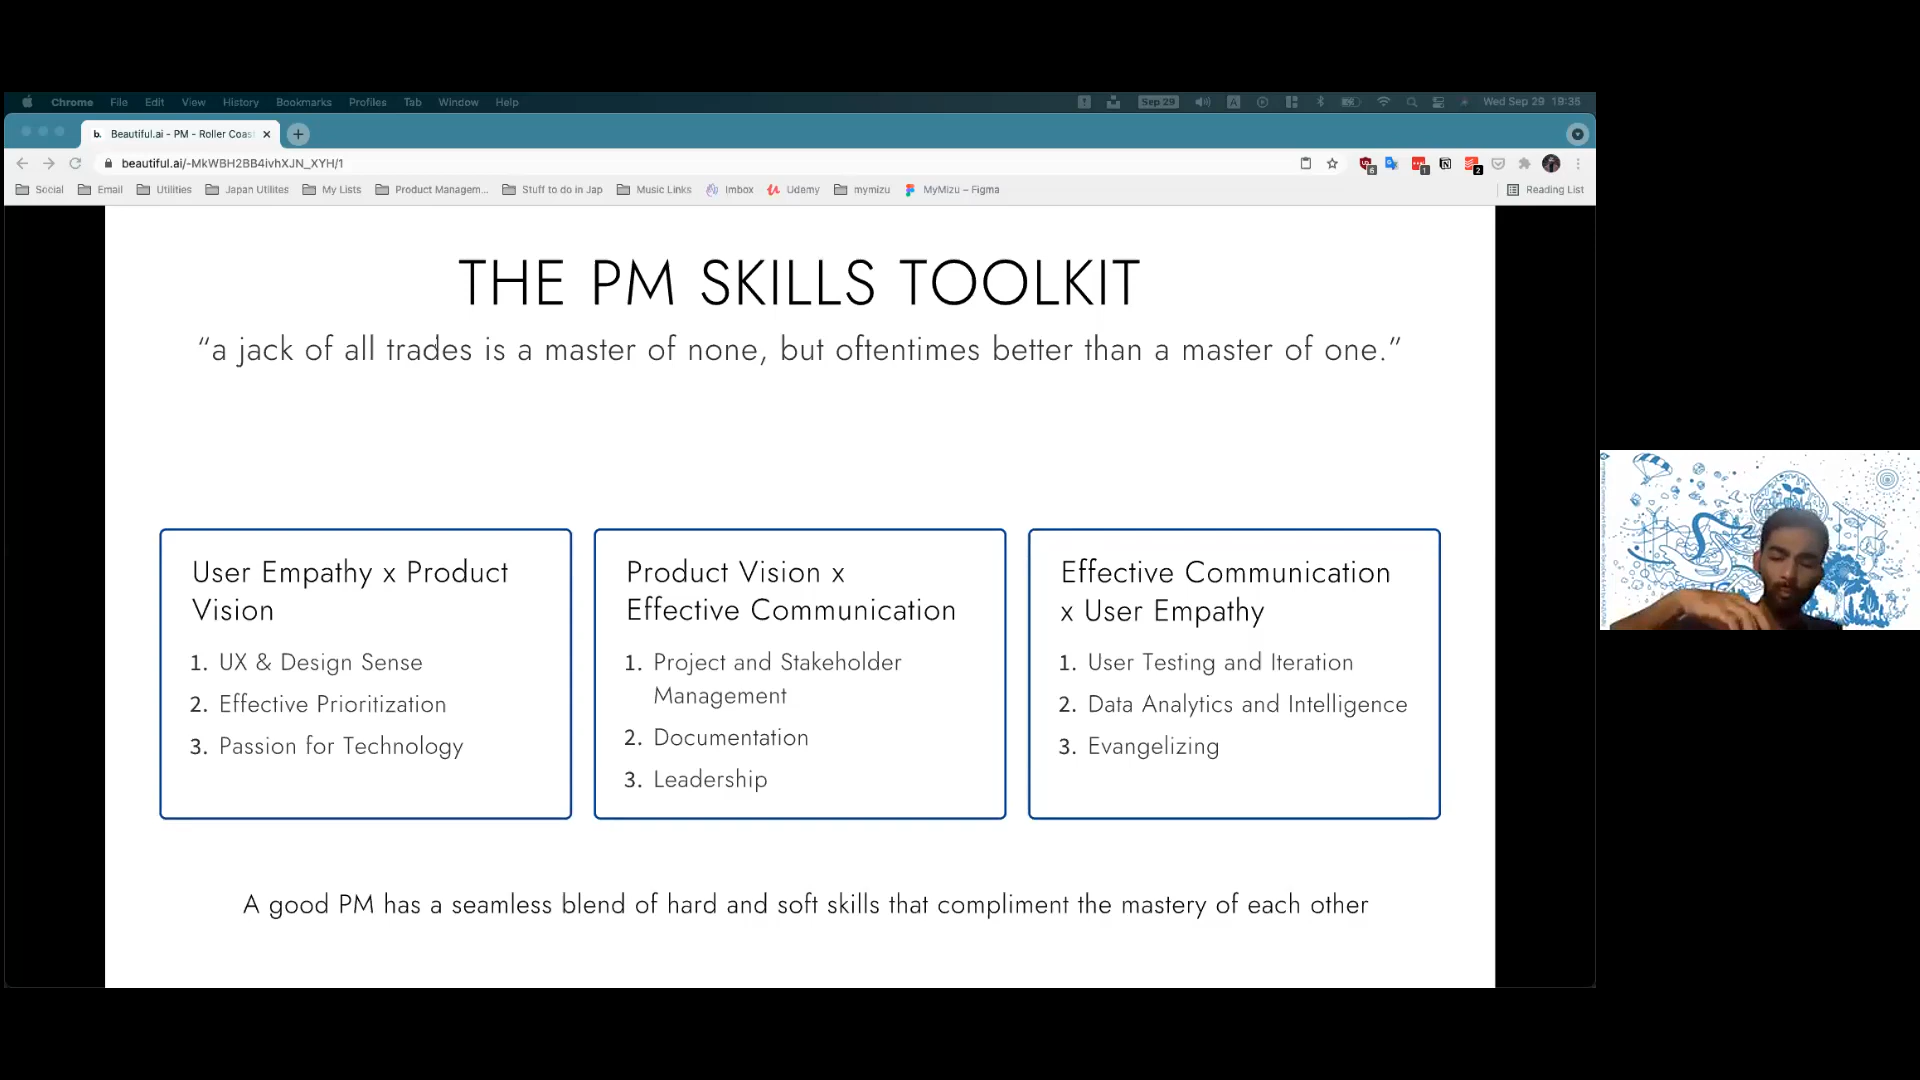 Chrome File Edit View History Bookmarks Profiles Tab Window Help Sep 29 A Wed Sep 29 19:35
b. Beautiful.ai - PM - Roller Coas
beautiful.ai/-MkWBH2BB4ivhXJN_XYH/1 6 1 2
Social Email Utilities Japan Utilites My Lists Product Managem... Stuff to do in Jap Music Links Imbox Udemy mymizu MyMizu – Figma Reading List
THE PM SKILLS TOOLKIT
“a jack of all trades is a master of none, but oftentimes better than a master of one.”
User Empathy x Product
Vision
1. UX & Design Sense
2. Effective Prioritization
3. Passion for Technology
Product Vision x
Effective Communication
1. Project and Stakeholder
Management
2. Documentation
3. Leadership
Effective Communication
x User Empathy
1. User Testing and Iteration
2. Data Analytics and Intelligence
3. Evangelizing
A good PM has a seamless blend of hard and soft skills that compliment the mastery of each other